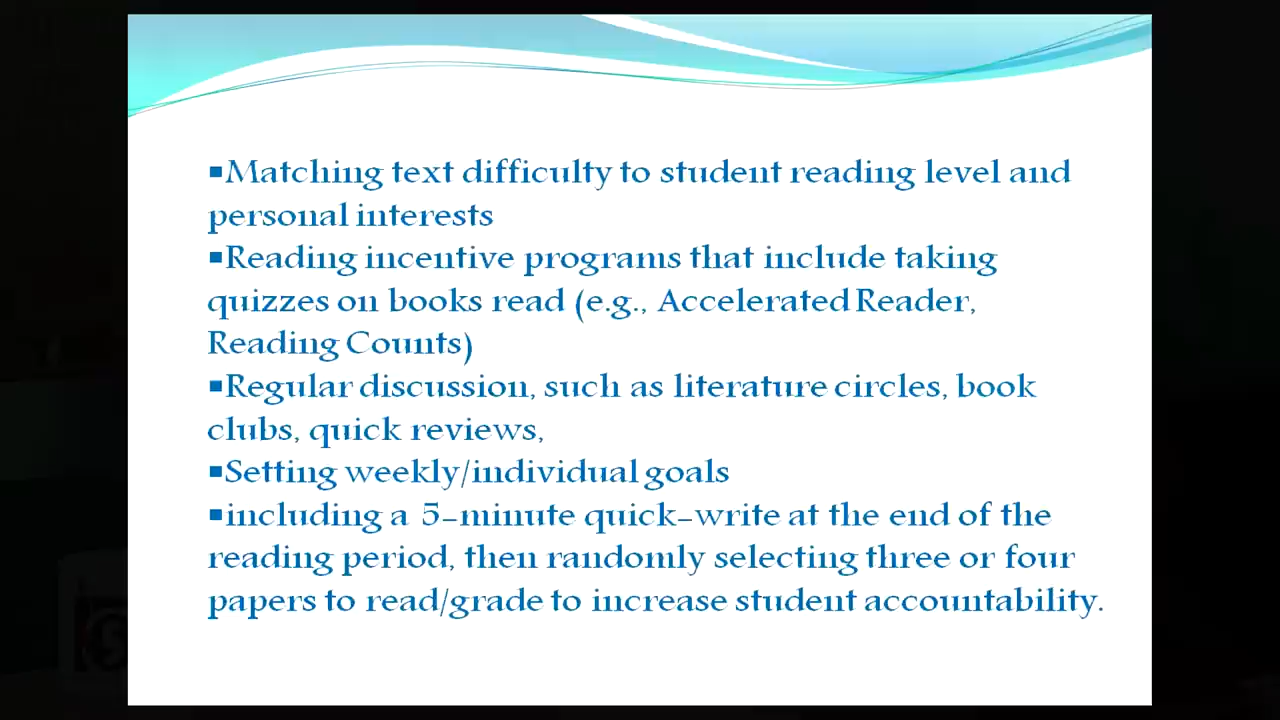 ▪Matching text difficulty to student reading level and
personal interests
▪Reading incentive programs that include taking
quizzes on books read (e.g., Accelerated Reader,
Reading Counts)
▪Regular discussion, such as literature circles, book
clubs, quick reviews,
▪Setting weekly/individual goals
▪including a 5-minute quick-write at the end of the
reading period, then randomly selecting three or four
papers to read/grade to increase student accountability.